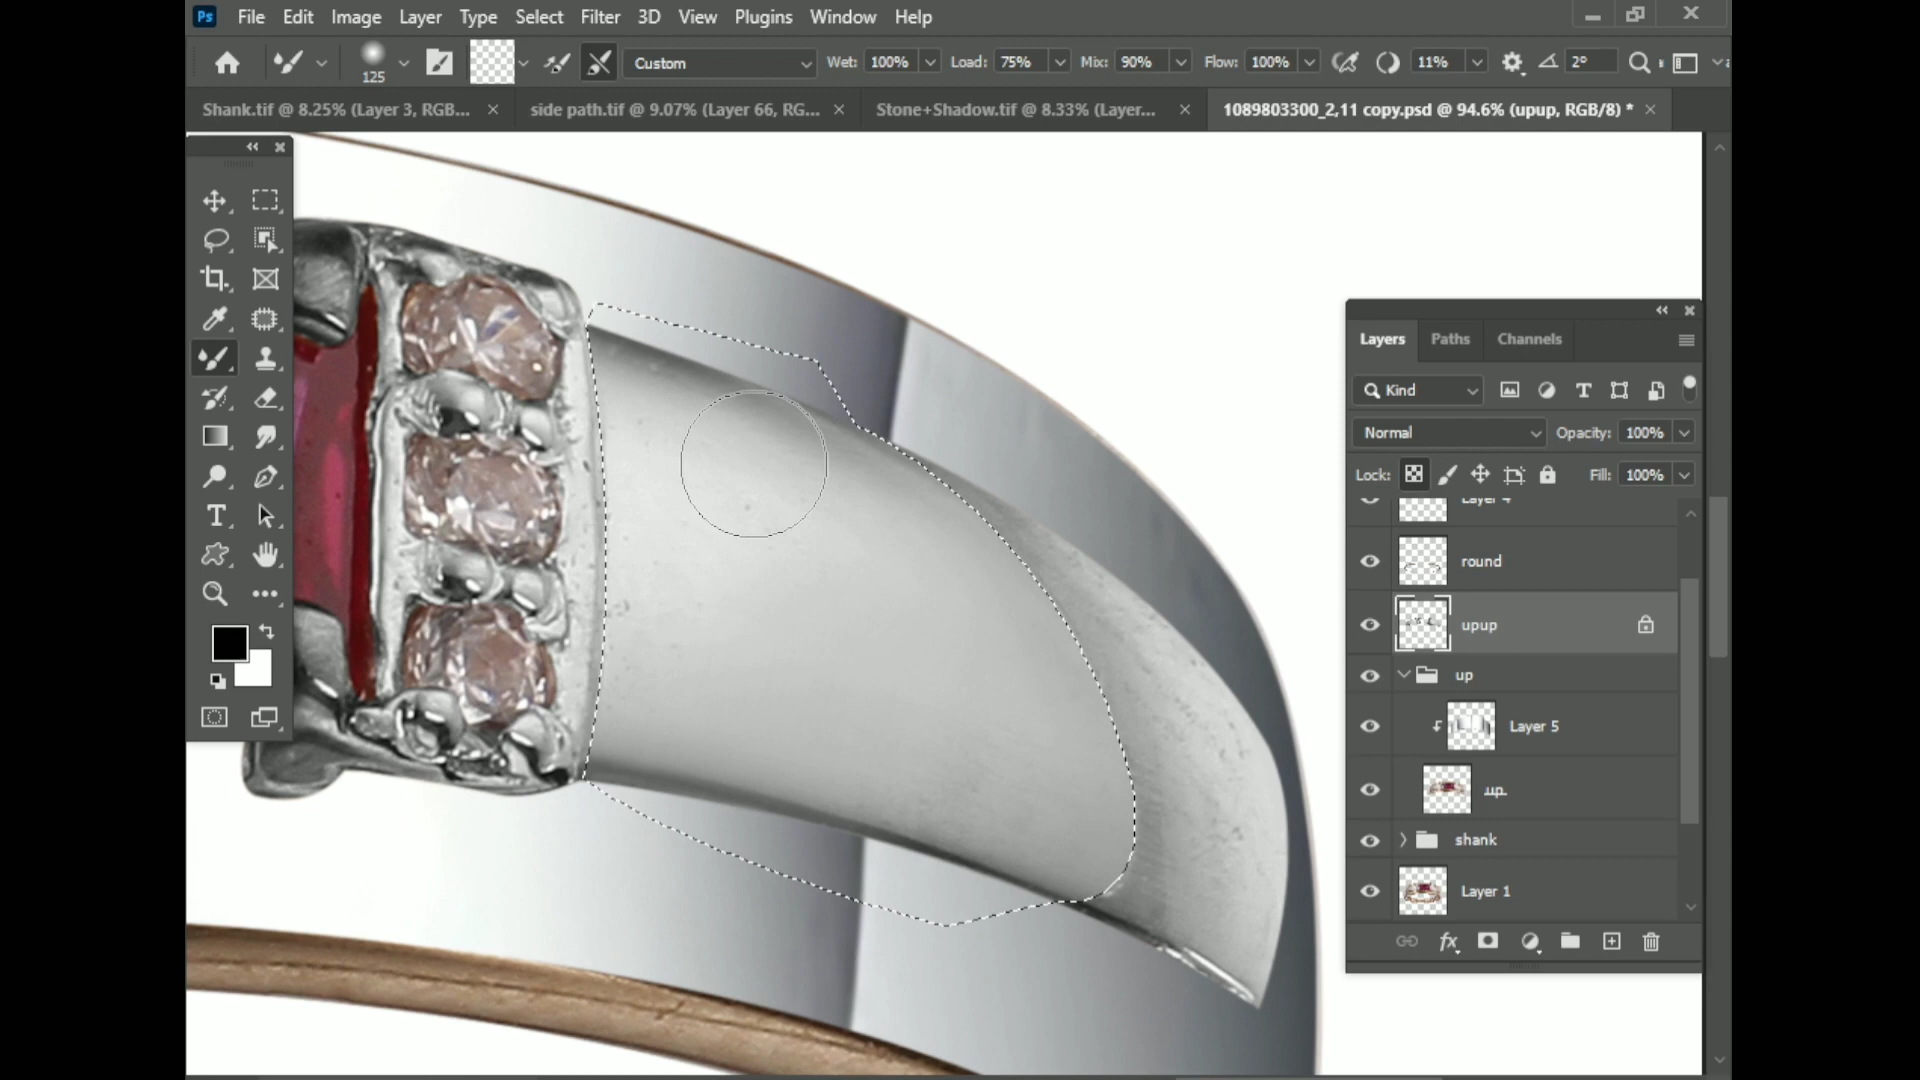 Ps File Edit Image Layer Select Filter 3D View Plugins Window Help
125 Custom Wet: 100% Load: 75% Mix: 90% Flow: 100% 11% 2°
Shank.tif @ 8.25% (Layer 3, RGB... side path.tif @ 9.07% (Layer 66, RG... Stone+Shadow.tif @ 8.33% (Layer... 1089803300_2,11 copy.psd @ 94.6% (upup, RGB/8) *
Layers Paths Channels
Kind
Normal Opacity: 100%
Lock: Fill: 100%
Layer 4
round
upup
up
Layer 5
up
shank
Layer 1